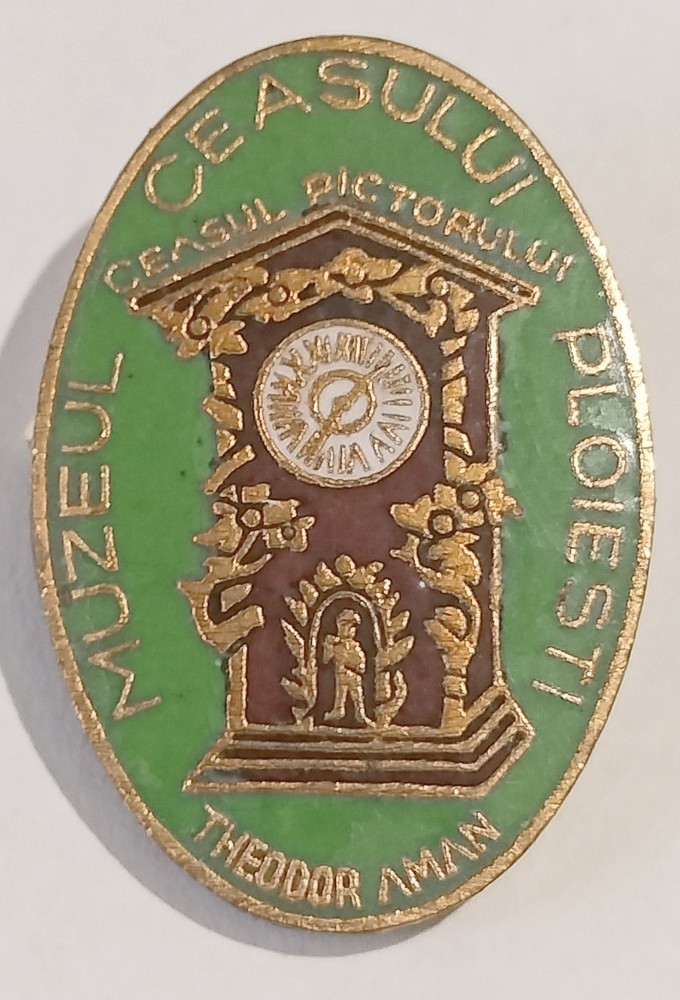 MUZEUL CEASULUI PLOIESTI
CEASUL PICTORULUI
THEODOR AMAN